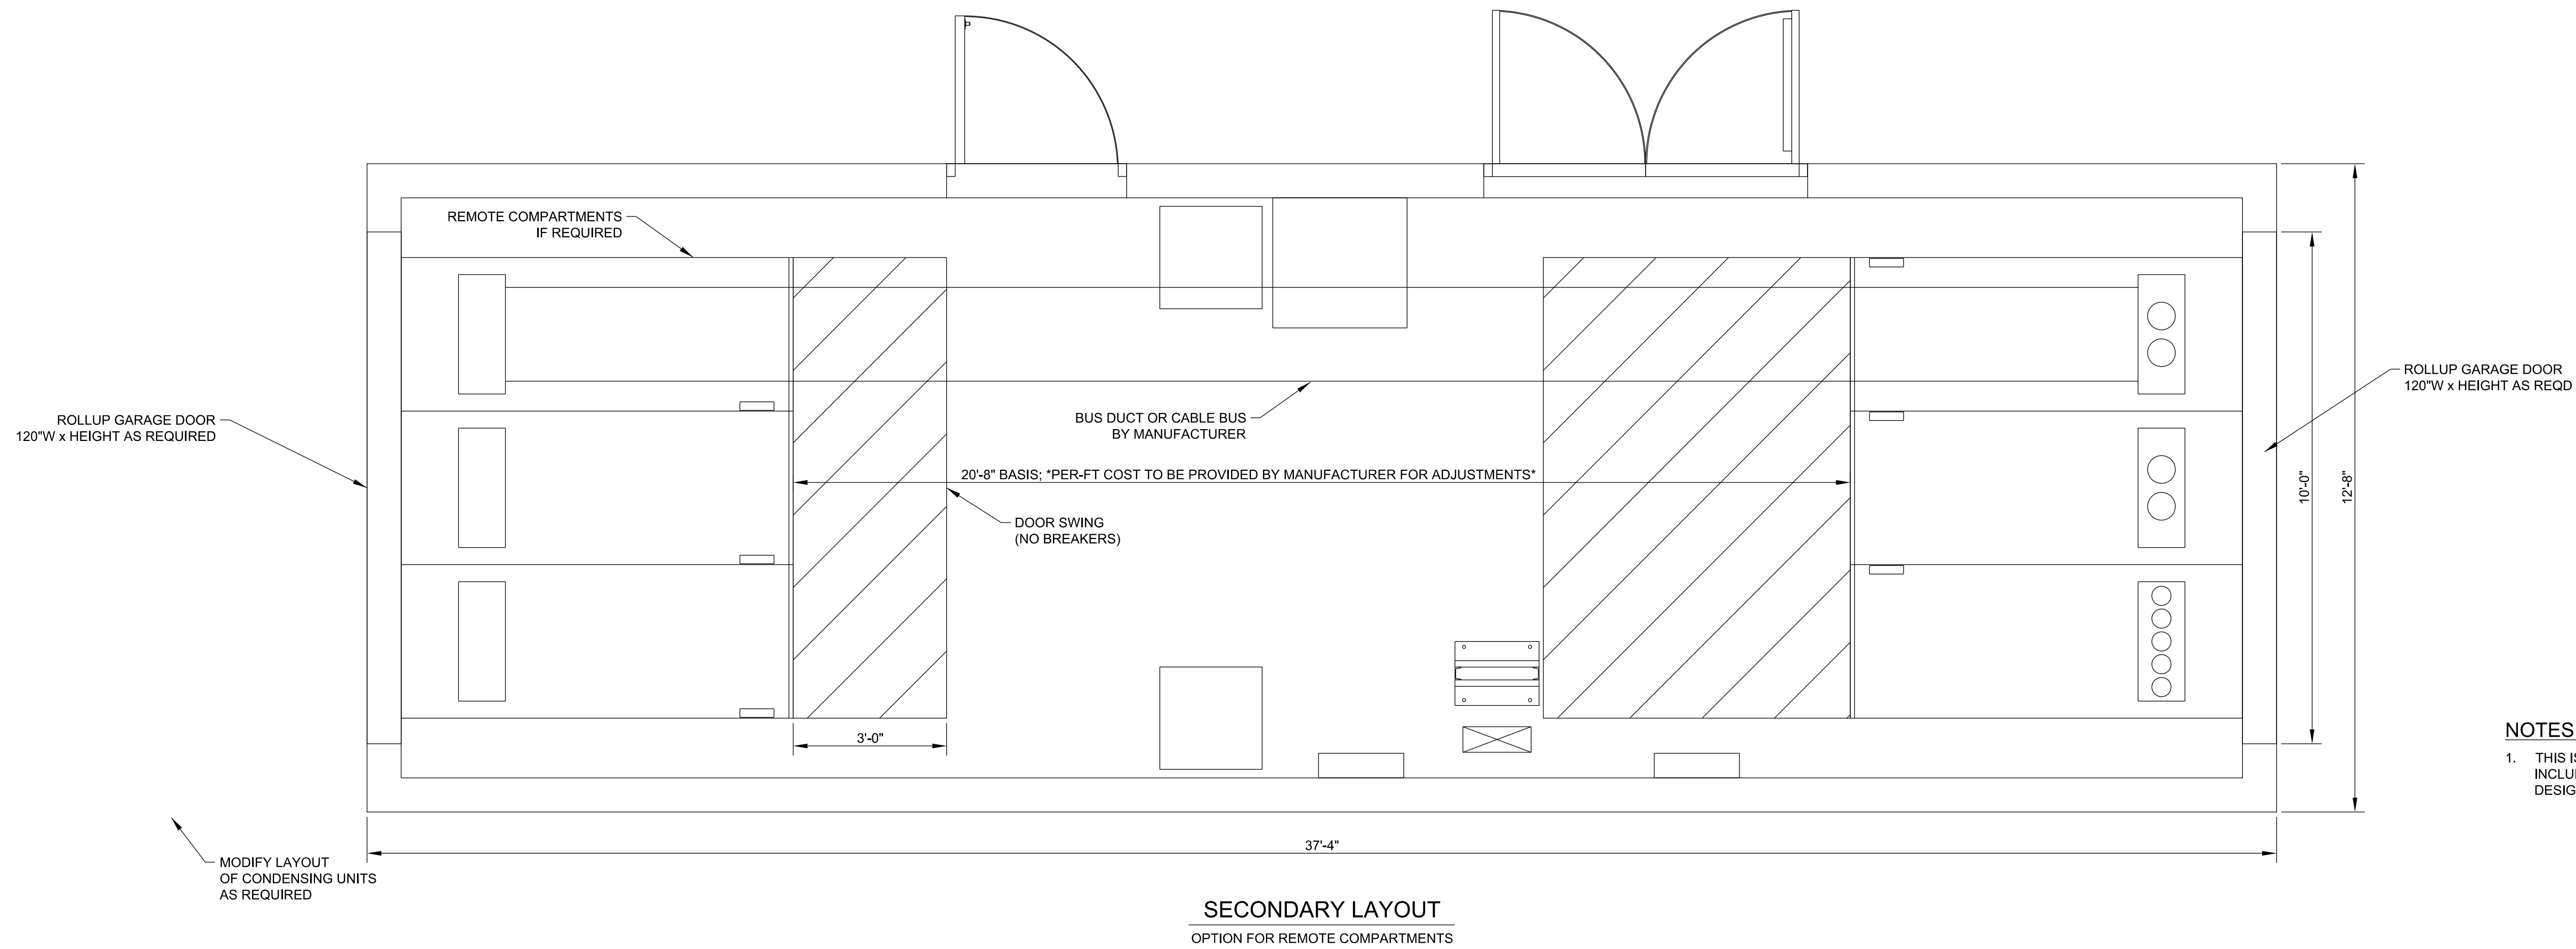 REMOTE COMPARTMENTS
IF REQUIRED
ROLLUP GARAGE DOOR
120"W x HEIGHT AS REQUIRED
BUS DUCT OR CABLE BUS
BY MANUFACTURER
ROLLUP GARAGE DOOR
120"W x HEIGHT AS REQD
20'-8" BASIS; *PER-FT COST TO BE PROVIDED BY MANUFACTURER FOR ADJUSTMENTS*
10'-0"
12'-8"
DOOR SWING
(NO BREAKERS)
3'-0"
NOTES
1. THIS IS
INCLU
DESIG
37'-4"
MODIFY LAYOUT
OF CONDENSING UNITS
AS REQUIRED
SECONDARY LAYOUT
OPTION FOR REMOTE COMPARTMENTS